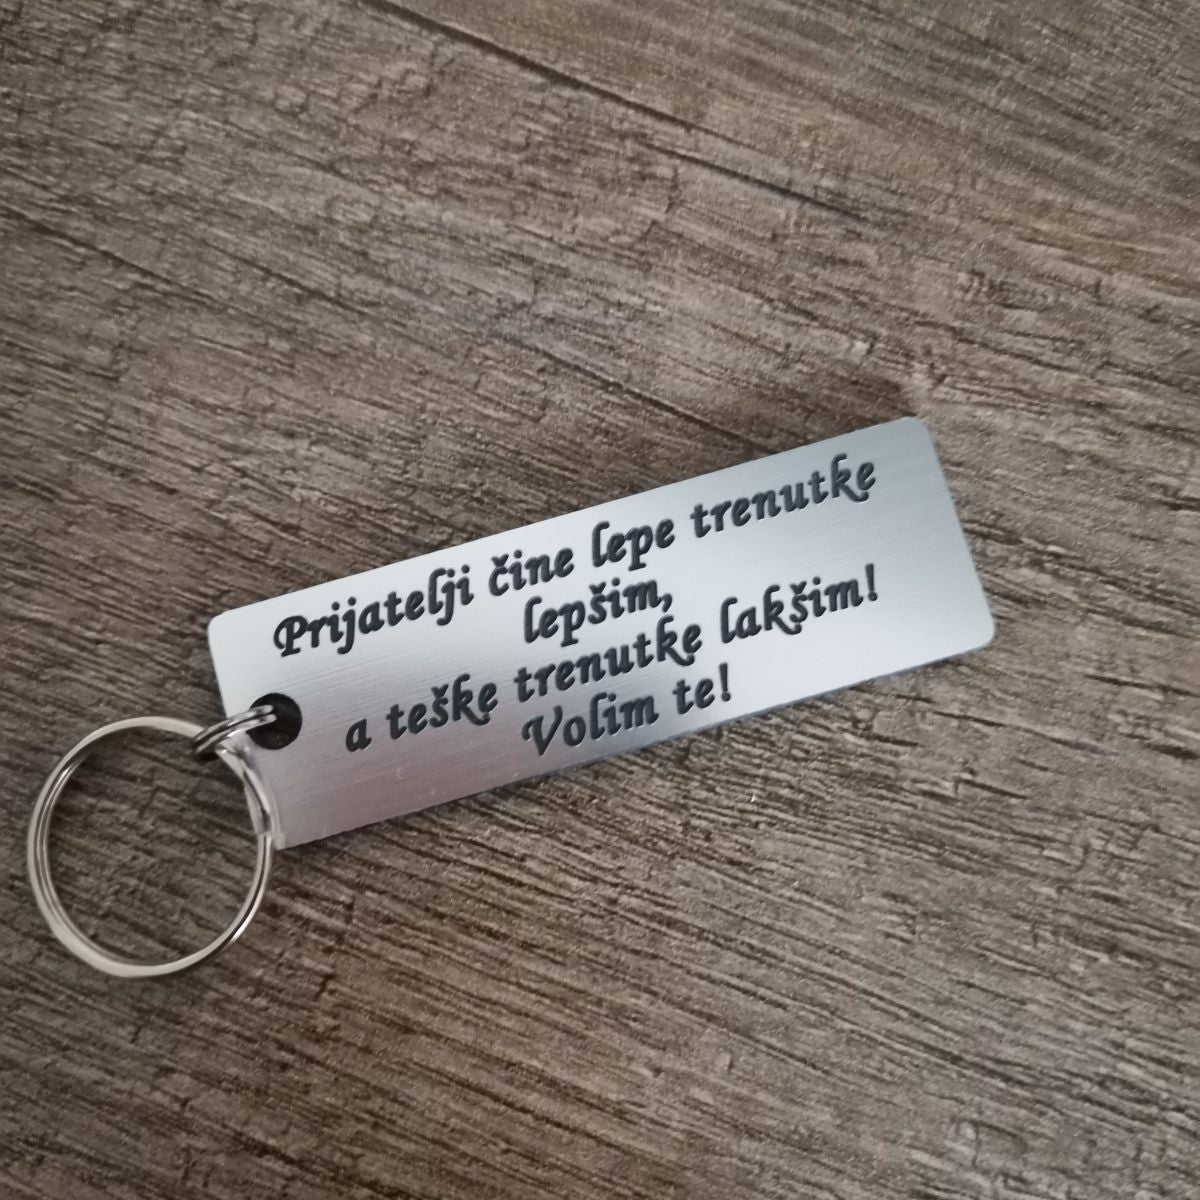 Prijatelji čine lepe trenutke
lepšim,
a teške trenutke lakšim!
Volim te!